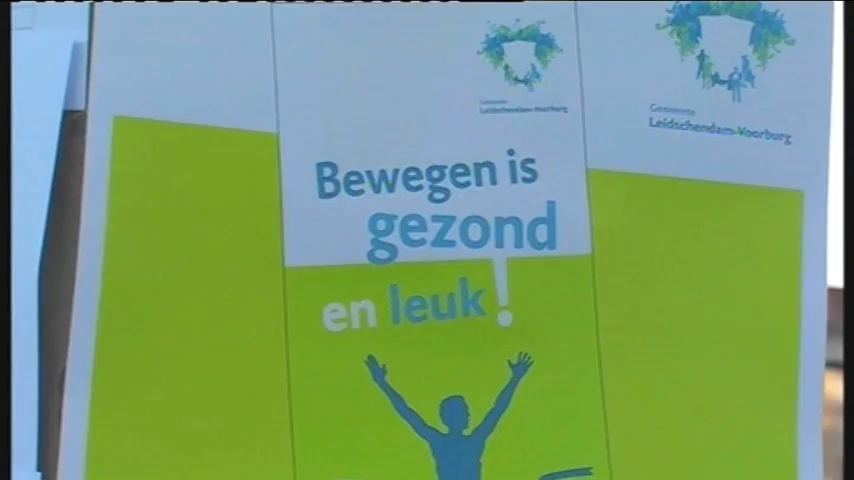 Gemeente
Leidschendam-Voorburg
Gemeente
Leidschendam-Voorburg
Bewegen is
gezond
en leuk!